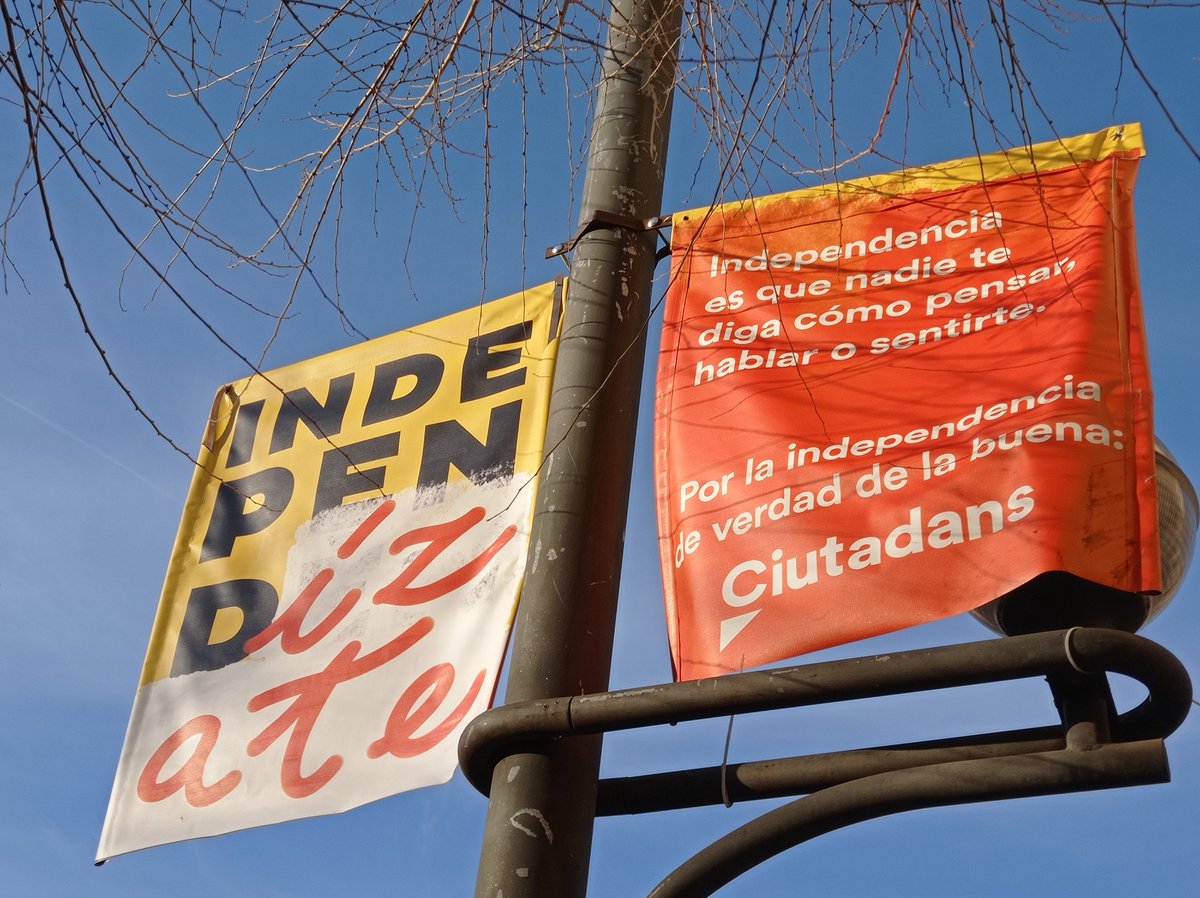 INDE
PEN
D
iz
ate
Independencia
es que nadie te
diga cómo pensar,
hablar o sentirte.
Por la independencia
de verdad de la buena:
Ciutadans